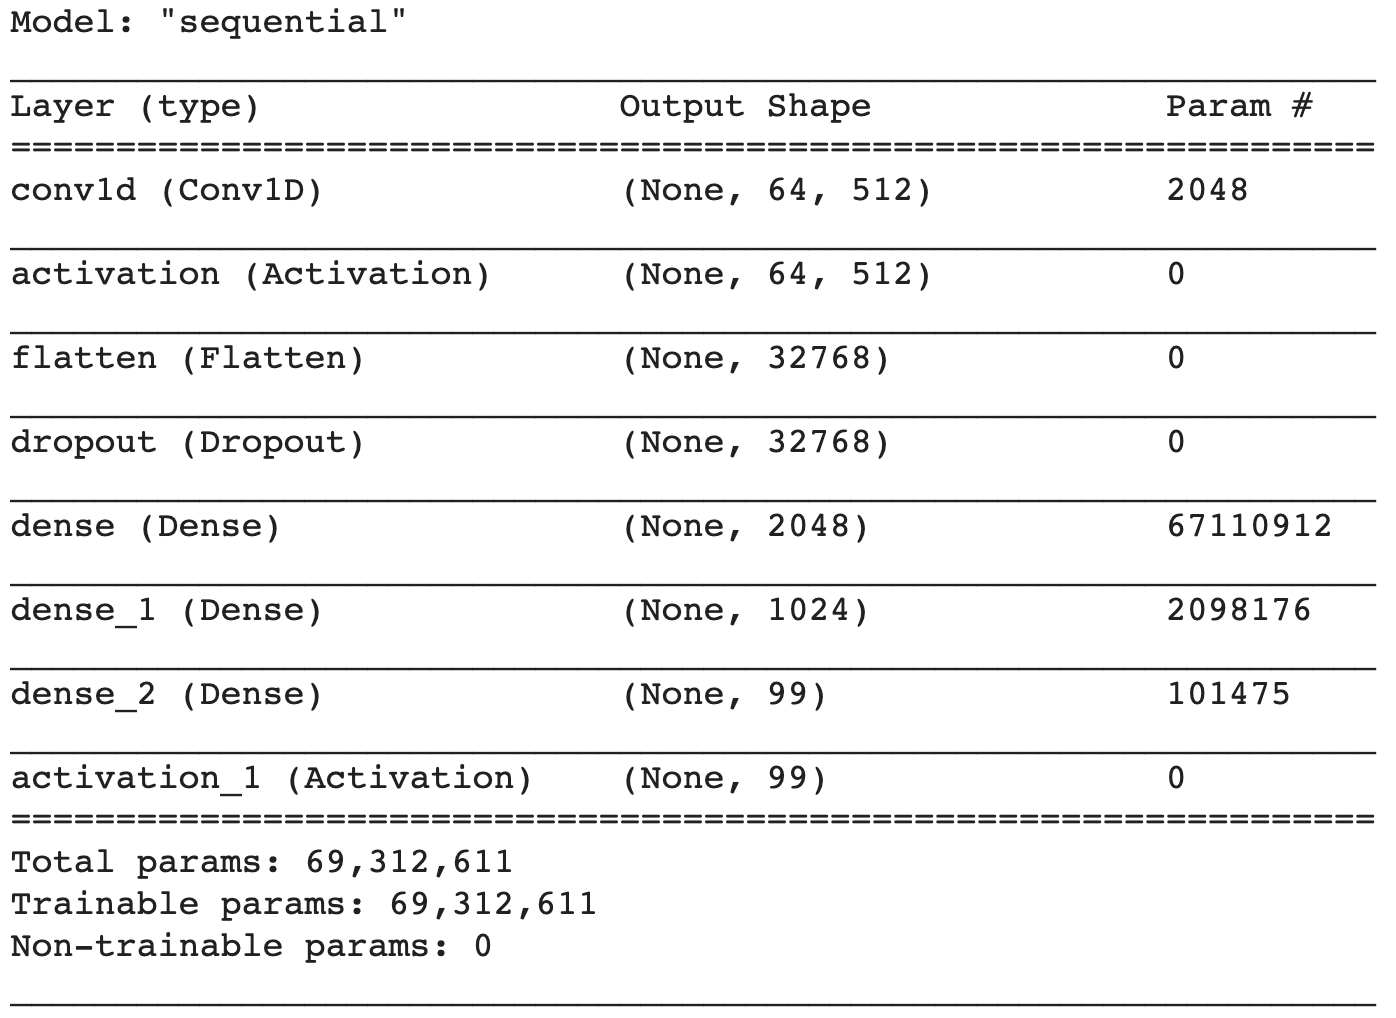 Model: "sequential"
Layer (type) Output Shape Param #
conv1d (Conv1D) (None, 64, 512) 2048
activation (Activation) (None, 64, 512) 0
flatten (Flatten) (None, 32768) 0
dropout (Dropout) (None, 32768) 0
dense (Dense) (None, 2048) 67110912
dense_1 (Dense) (None, 1024) 2098176
dense_2 (Dense) (None, 99) 101475
activation_1 (Activation) (None, 99) 0
Total params: 69,312,611
Trainable params: 69,312,611
Non-trainable params: 0